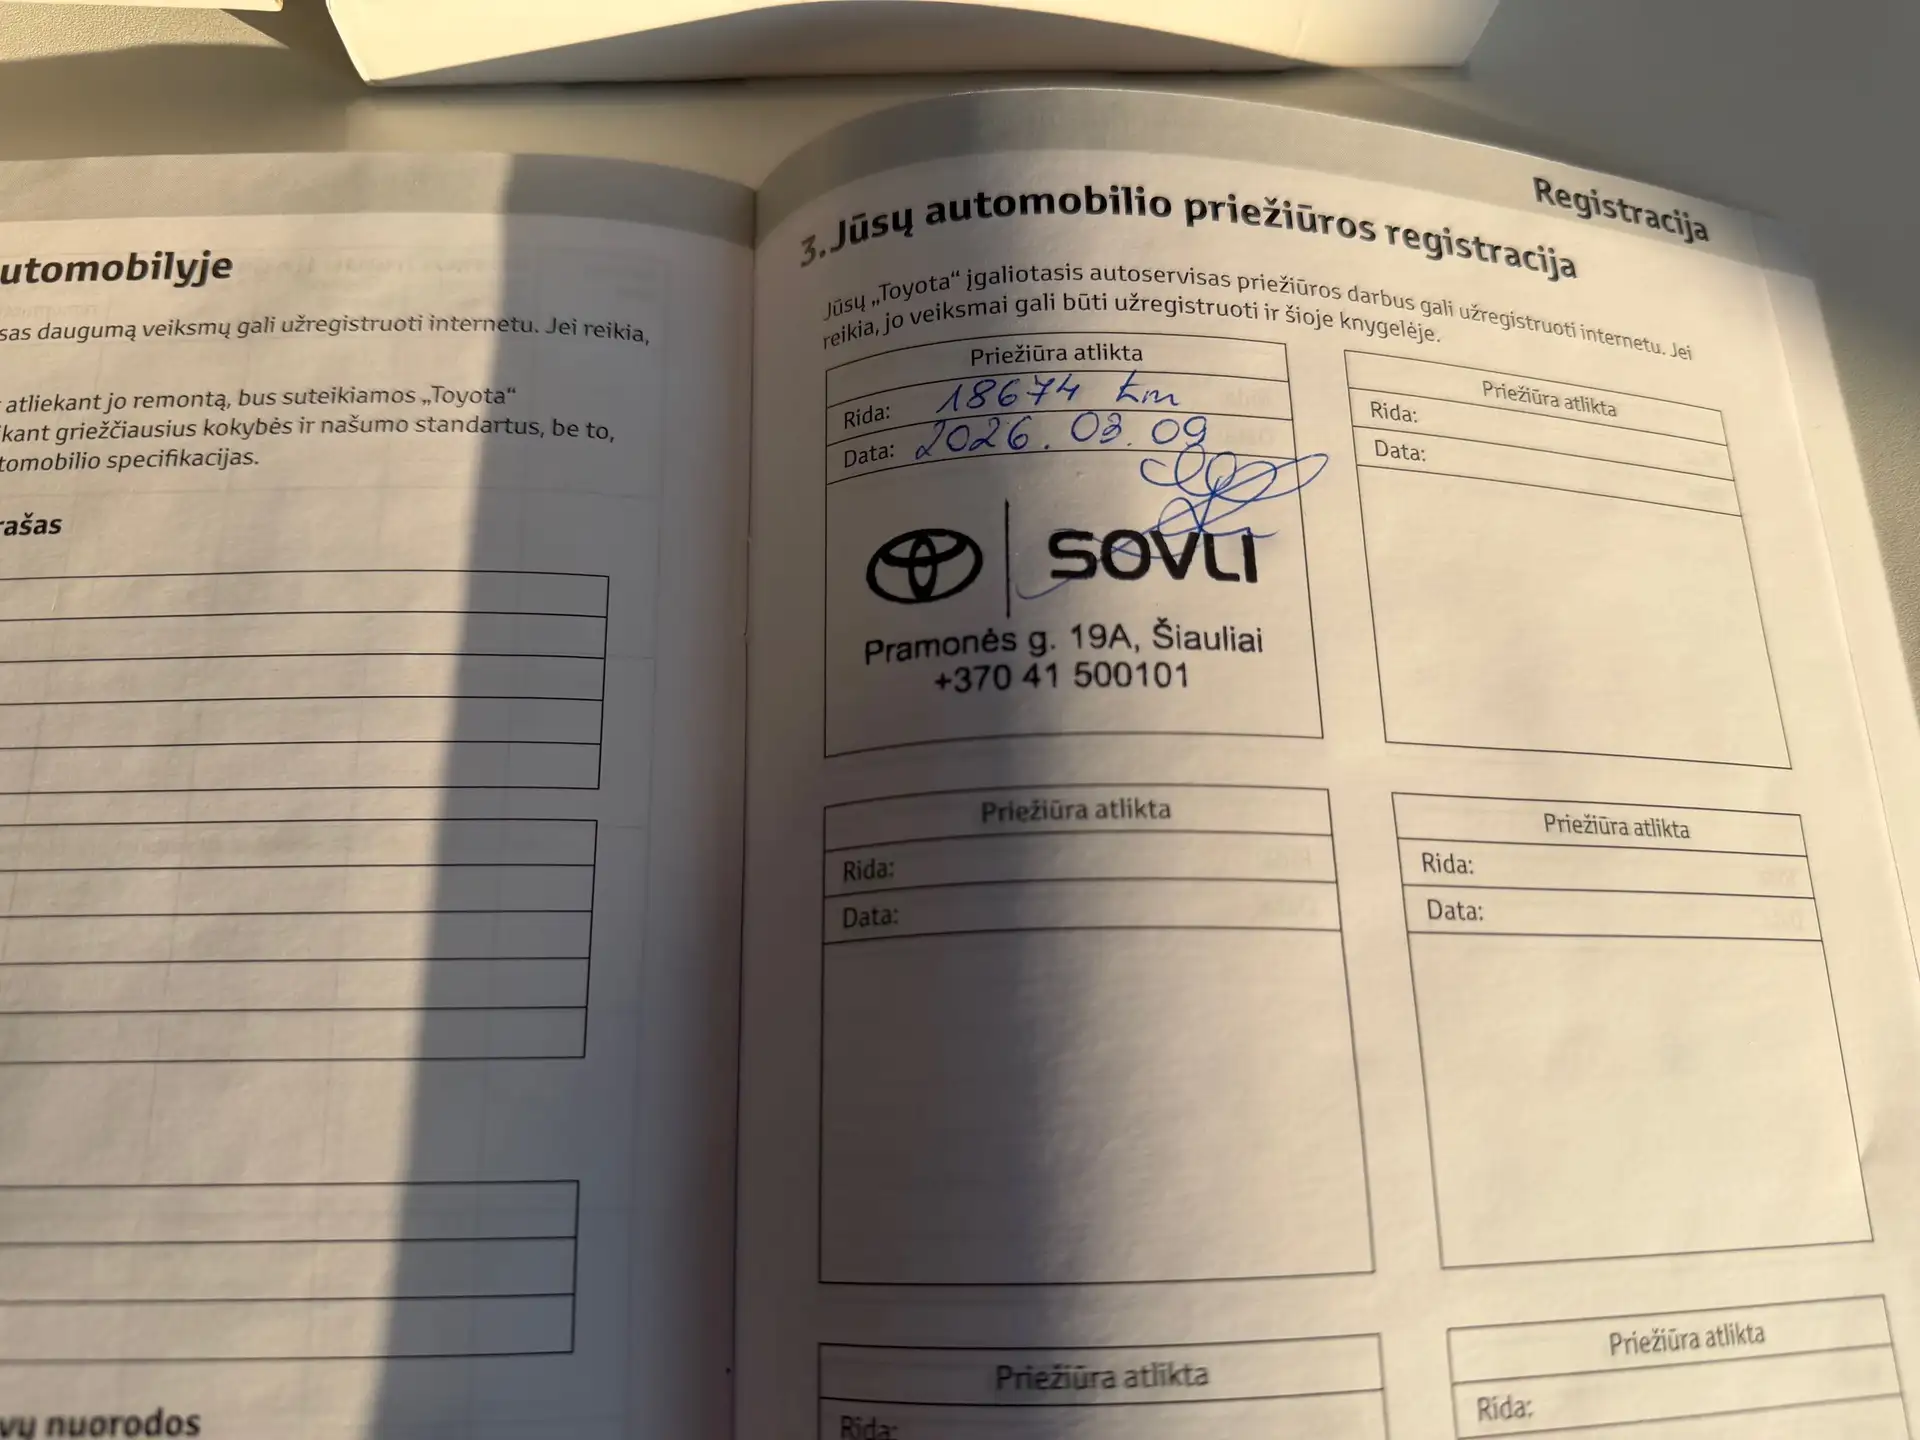 utomobilyje
sas daugumą veiksmų gali užregistruoti internetu. Jei reikia,
atliekant jo remontą, bus suteikiamos „Toyota“
kant griežčiausius kokybės ir našumo standartus, be to,
tomobilio specifikacijas.
rašas
vų nuorodos
Registracija
3. Jūsų automobilio priežiūros registracija
Jūsų „Toyota“ įgaliotasis autoservisas priežiūros darbus gali užregistruoti internetu. Jei
reikia, jo veiksmai gali būti užregistruoti ir šioje knygelėje.
Priežiūra atlikta
Rida: 18674 km
Data: 2026.03.09
SOVLI
Pramonės g. 19A, Šiauliai
+370 41 500101
Priežiūra atlikta
Rida:
Data:
Priežiūra atlikta
Rida:
Data:
Priežiūra atlikta
Rida:
Data:
Priežiūra atlikta
Rida:
Priežiūra atlikta
Rida: